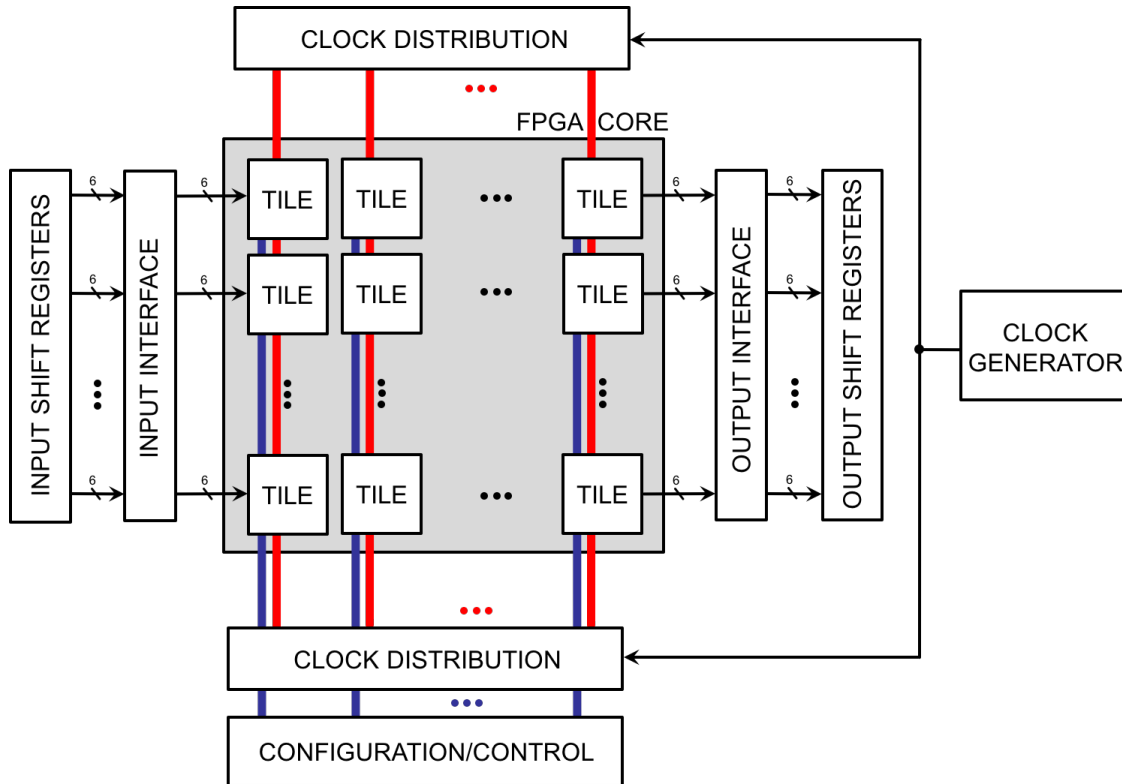 CLOCK DISTRIBUTION
FPGA CORE
INPUT SHIFT REGISTERS
6
INPUT INTERFACE
6
TILE
TILE
TILE
6
OUTPUT INTERFACE
6
OUTPUT SHIFT REGISTERS
6
6
TILE
TILE
TILE
6
6
CLOCK
GENERATOR
6
6
TILE
TILE
TILE
6
6
CLOCK DISTRIBUTION
CONFIGURATION/CONTROL